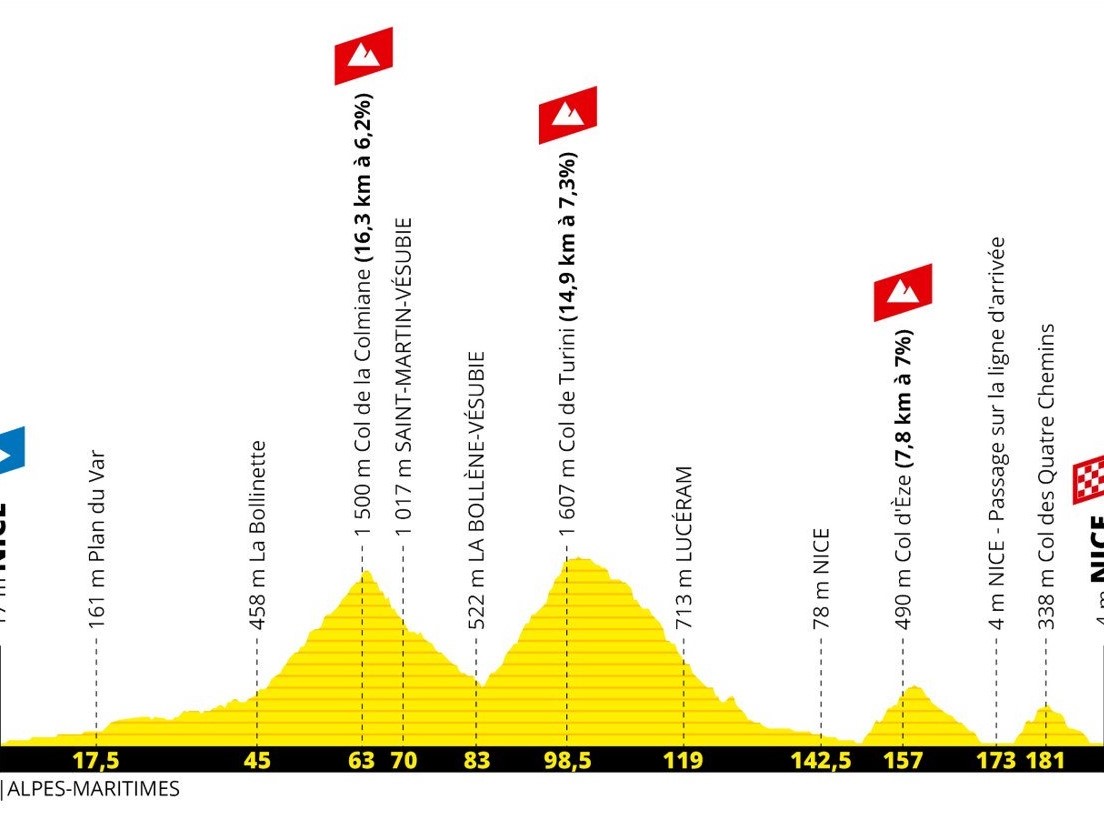 17 m NICE
161 m Plan du Var
458 m La Bollinette
1 500 m Col de la Colmiane (16,3 km à 6,2%)
1 017 m SAINT-MARTIN-VÉSUBIE
522 m LA BOLLÈNE-VÉSUBIE
1 607 m Col de Turini (14,9 km à 7,3%)
713 m LUCÉRAM
78 m NICE
490 m Col d'Èze (7,8 km à 7%)
4 m NICE - Passage sur la ligne d'arrivée
338 m Col des Quatre Chemins
4 m NICE
17,5 45 63 70 83 98,5 119 142,5 157 173 181
ALPES-MARITIMES